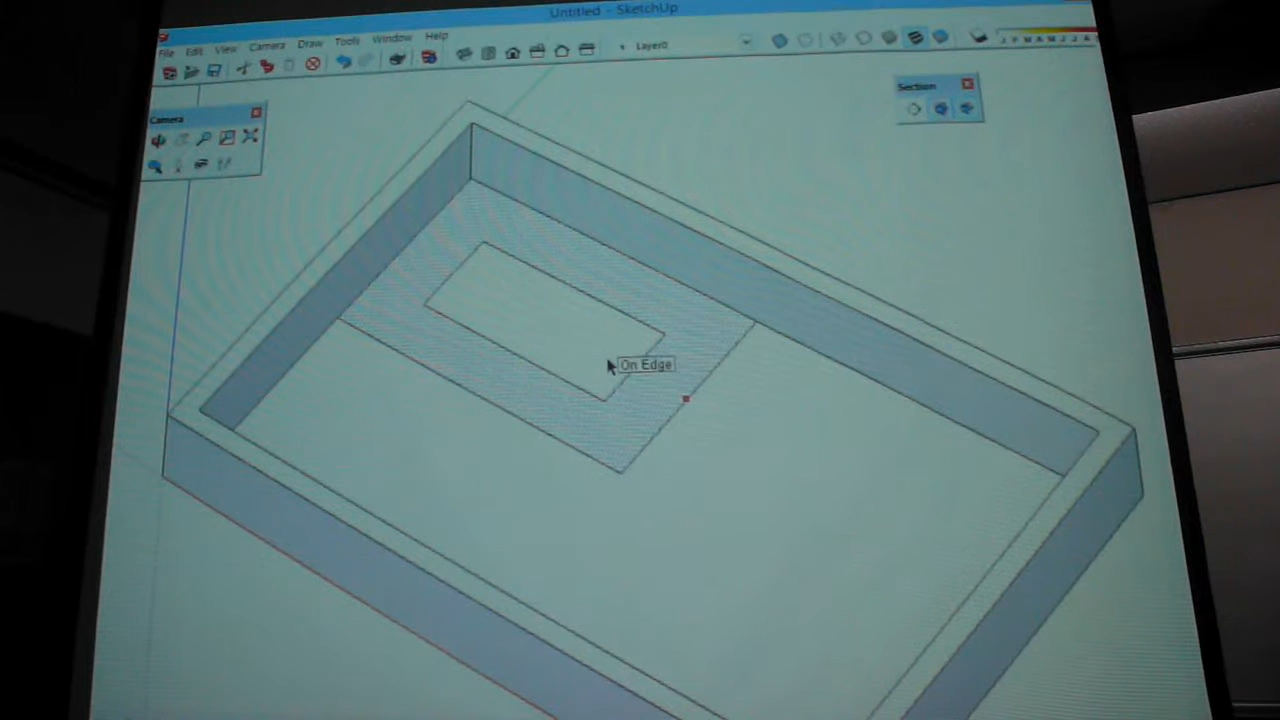 Untitled - SketchUp
File Edit View Camera Draw Tools Window Help
Layer0
Camera
Section
J F M A M J J A
On Edge